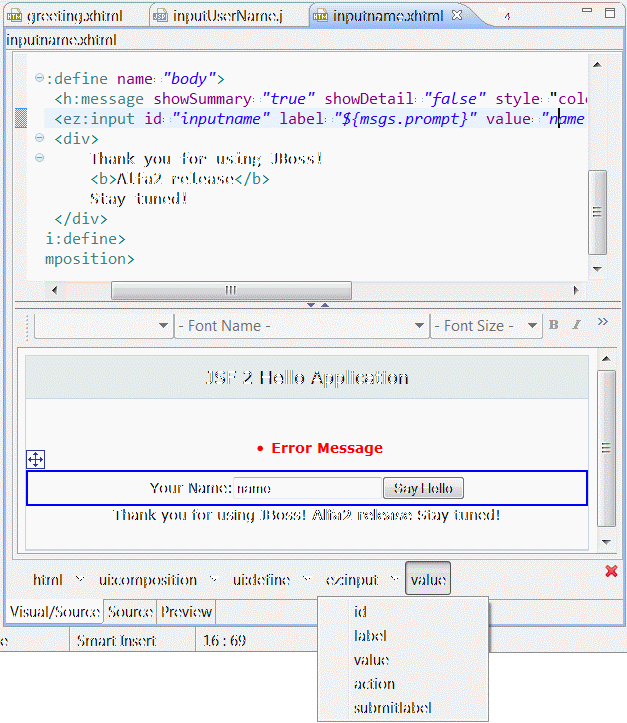 greeting.xhtml inputUserName.j inputname.xhtml 4
inputname.xhtml
:define name="body">
<h:message showSummary="true" showDetail="false" style="colo
<ez:input id="inputname" label="${msgs.prompt}" value="name
<div>
Thank you for using JBoss!
<b>Alfa2 release</b>
Stay tuned!
</div>
i:define>
mposition>
- Font Name - - Font Size - B I »
JSF 2 Hello Application
• Error Message
Your Name: name Say Hello
Thank you for using JBoss! Alfa2 release Stay tuned!
html ui:composition ui:define ez:input value
Visual/Source Source Preview
e Smart Insert 16 : 69
id
label
value
action
submitlabel